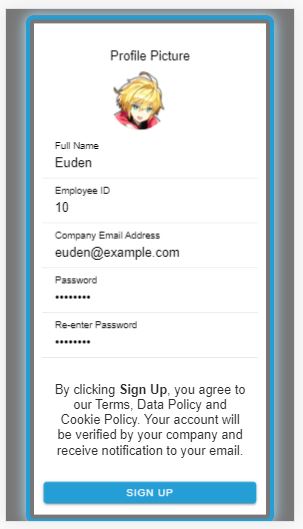 Profile Picture
Full Name
Euden
Employee ID
10
Company Email Address
euden@example.com
Password
••••••••
Re-enter Password
••••••••
By clicking Sign Up, you agree to
our Terms, Data Policy and
Cookie Policy. Your account will
be verified by your company and
receive notification to your email.
SIGN UP